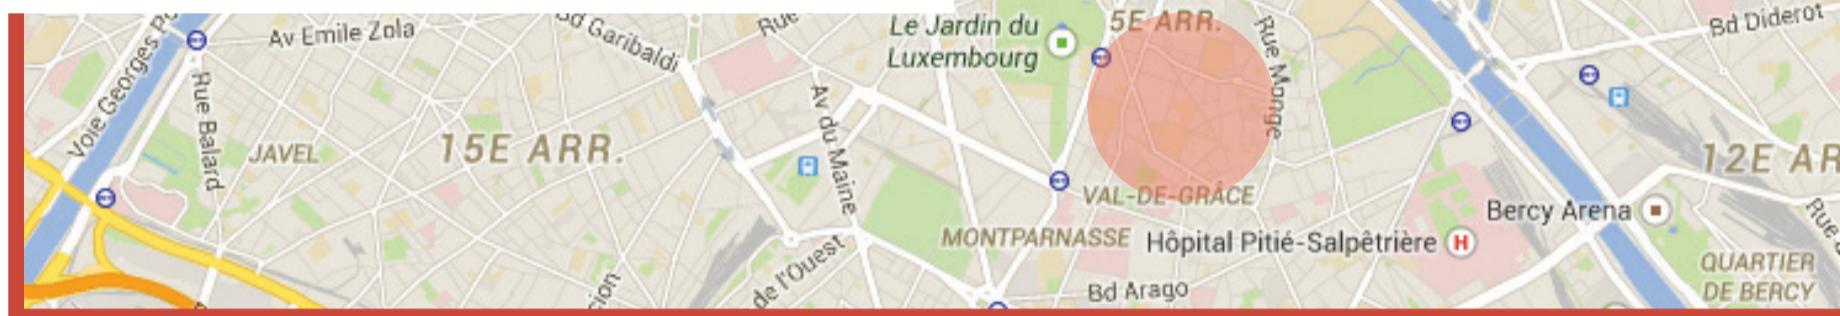 Av Emile Zola
Bd Garibaldi
Rue
Le Jardin du
Luxembourg
5E ARR.
Rue Monge
Bd Diderot
Voie Georges Po
Rue Balard
JAVEL
15E ARR.
Av du Maine
12E AR
VAL-DE-GRÂCE
MONTPARNASSE
Hôpital Pitié-Salpêtrière
H
Bercy Arena
Rue d
QUARTIER
DE BERCY
de l'Ouest
cion
Bd Arago